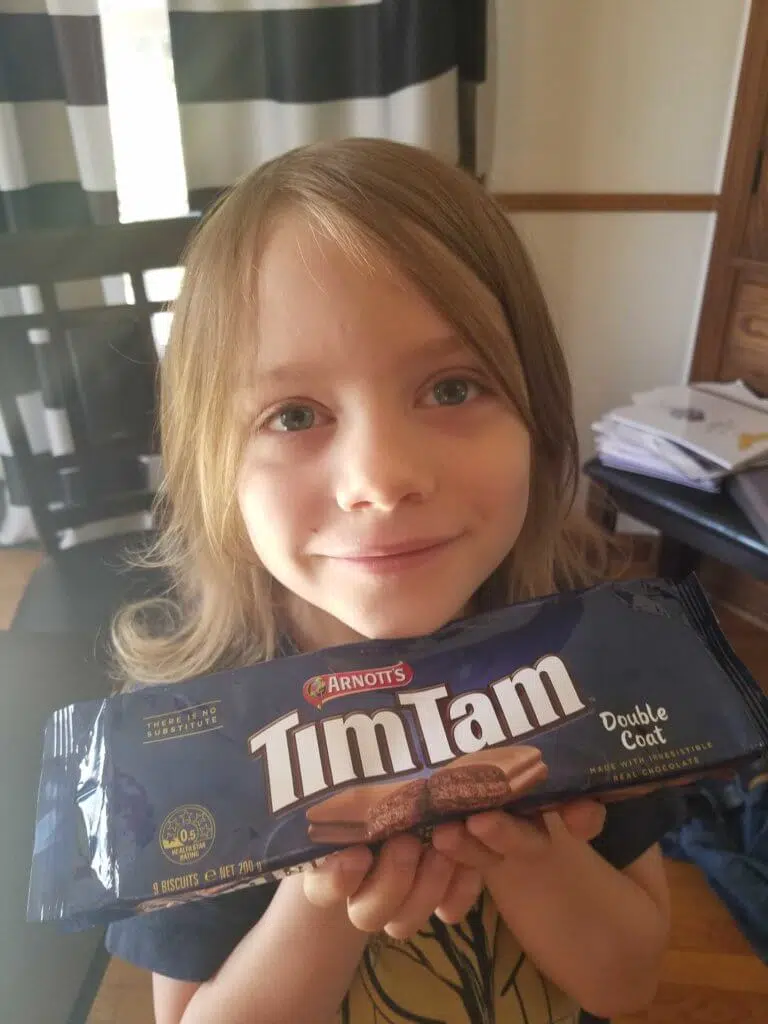 ARNOTT'S
THERE IS NO
SUBSTITUTE
TimTam
Double
Coat
MADE WITH IRRESISTIBLE
REAL CHOCOLATE
0.5
HEALTH STAR
RATING
9 BISCUITS ℮ NET 200 g